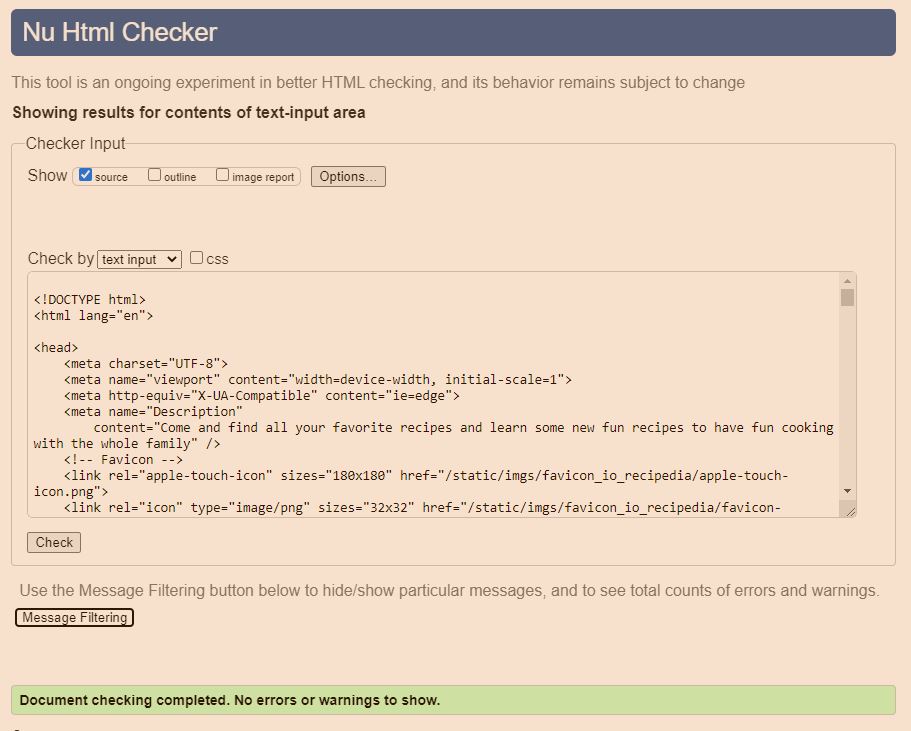 Nu Html Checker
This tool is an ongoing experiment in better HTML checking, and its behavior remains subject to change
Showing results for contents of text-input area
Checker Input
Show source outline image report Options...
Check by text input css
<!DOCTYPE html>
<html lang="en">
<head>
<meta charset="UTF-8">
<meta name="viewport" content="width=device-width, initial-scale=1">
<meta http-equiv="X-UA-Compatible" content="ie=edge">
<meta name="Description"
content="Come and find all your favorite recipes and learn some new fun recipes to have fun cooking
with the whole family" />
<!-- Favicon -->
<link rel="apple-touch-icon" sizes="180x180" href="/static/imgs/favicon_io_recipedia/apple-touch-
icon.png">
<link rel="icon" type="image/png" sizes="32x32" href="/static/imgs/favicon_io_recipedia/favicon-
Check
Use the Message Filtering button below to hide/show particular messages, and to see total counts of errors and warnings.
Message Filtering
Document checking completed. No errors or warnings to show.